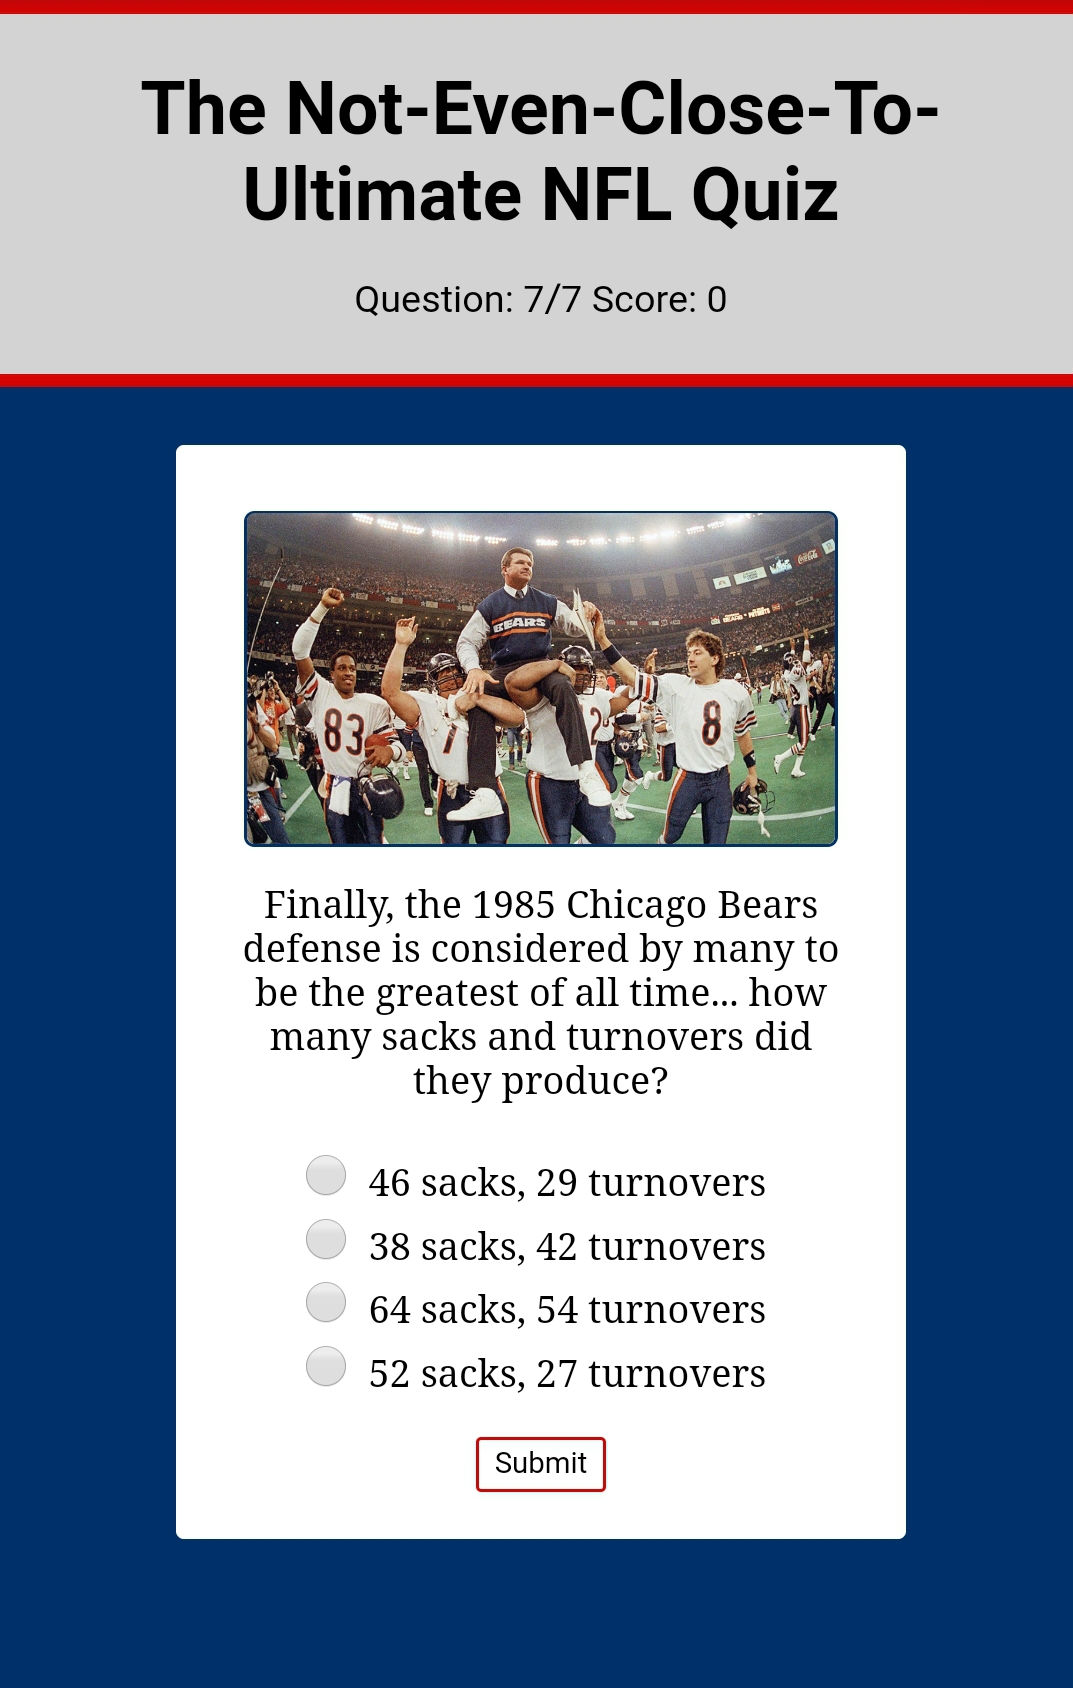 The Not-Even-Close-To-
Ultimate NFL Quiz
Question: 7/7 Score: 0
BEARS
83
8
Finally, the 1985 Chicago Bears
defense is considered by many to
be the greatest of all time... how
many sacks and turnovers did
they produce?
46 sacks, 29 turnovers
38 sacks, 42 turnovers
64 sacks, 54 turnovers
52 sacks, 27 turnovers
Submit